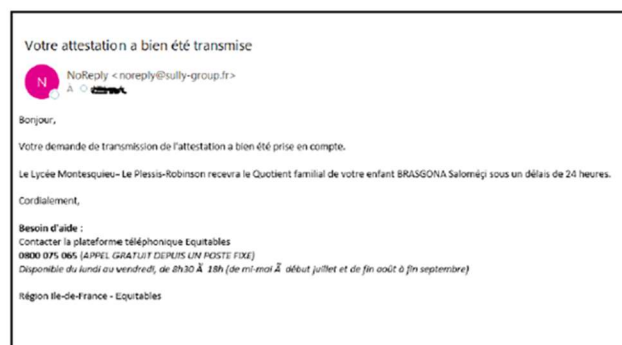 Votre attestation a bien été transmise
N
NoReply <noreply@sully-group.fr>
À
Bonjour,
Votre demande de transmission de l'attestation a bien été prise en compte.
Le Lycée Montesquieu– Le Plessis-Robinson recevra le Quotient familial de votre enfant BRASGONA Saloméçi sous un délais de 24 heures.
Cordialement,
Besoin d'aide :
Contacter la plateforme téléphonique Equitables
0800 075 065 (APPEL GRATUIT DEPUIS UN POSTE FIXE)
Disponible du lundi au vendredi, de 8h30 Ã 18h (de mi-mai Ã début juillet et de fin août à fin septembre)
Région Ile-de-France - Equitables